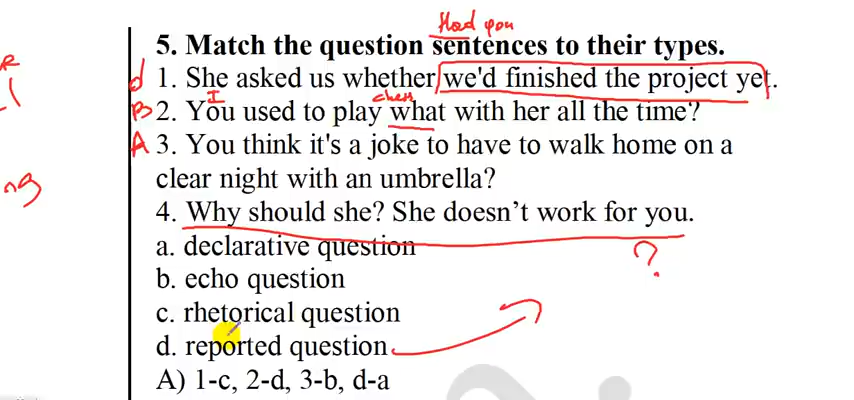 Had you
5. Match the question sentences to their types.
d 1. She asked us whether we'd finished the project yet.
I chess
B 2. You used to play what with her all the time?
A 3. You think it's a joke to have to walk home on a
clear night with an umbrella?
4. Why should she? She doesn't work for you.
?
a. declarative question
b. echo question
c. rhetorical question
d. reported question
A) 1-c, 2-d, 3-b, d-a